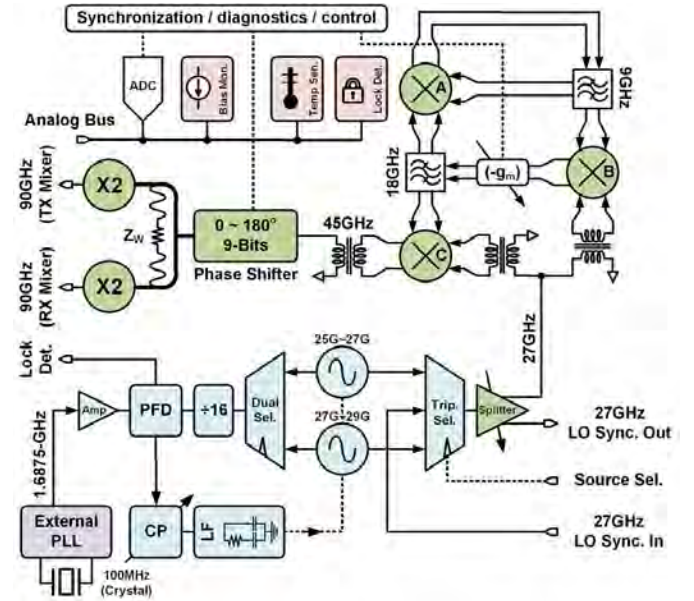 Synchronization / diagnostics / control
ADC
Bias Mon.
Temp Sen.
Lock Det.
Analog Bus
A
9GHz
18GHz
(-gm)
B
90GHz
(TX Mixer)
X2
ZW
0 ~ 180°
9-Bits
Phase Shifter
45GHz
C
90GHz
(RX Mixer)
X2
27GHz
Lock
Det.
25G~27G
Amp
PFD
÷16
Dual
Sel.
27G~29G
Trip.
Sel.
Splitter
27GHz
LO Sync. Out
1.6875-GHz
Source Sel.
External
PLL
CP
LF
27GHz
LO Sync. In
100MHz
(Crystal)